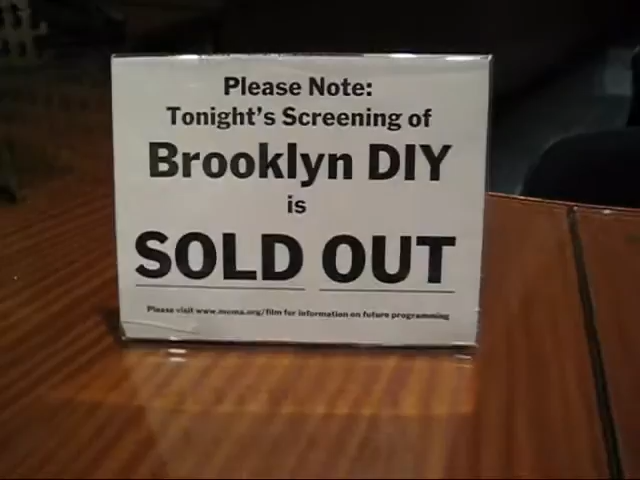 Please Note:
Tonight's Screening of
Brooklyn DIY
is
SOLD OUT
Please visit www.moma.org/film for information on future programming